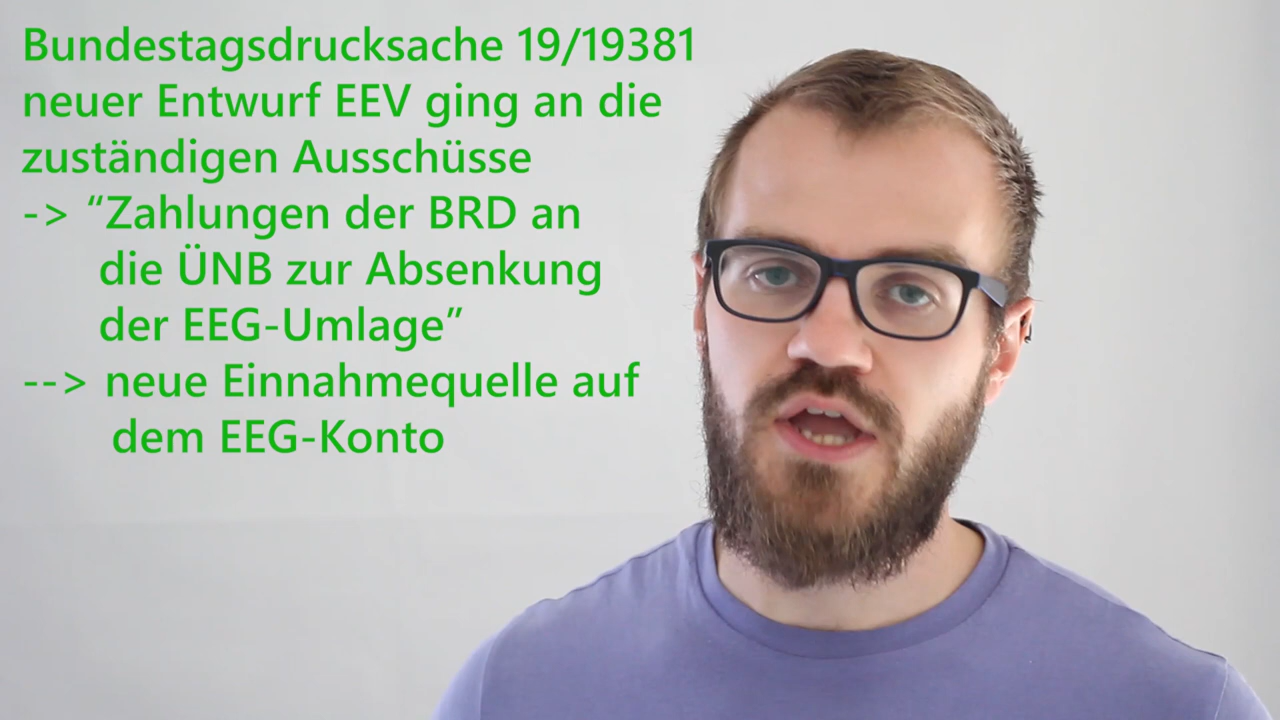 Bundestagsdrucksache 19/19381
neuer Entwurf EEV ging an die
zuständigen Ausschüsse
-> “Zahlungen der BRD an
die ÜNB zur Absenkung
der EEG-Umlage”
--> neue Einnahmequelle auf
dem EEG-Konto